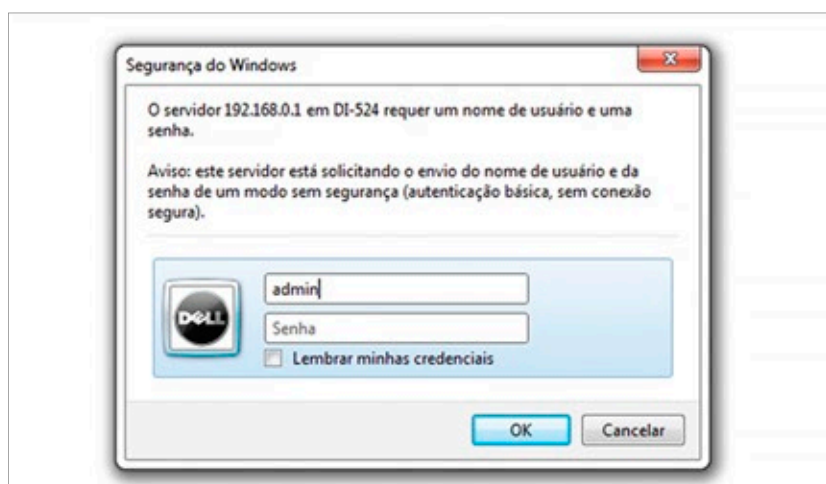 Segurança do Windows
O servidor 192.168.0.1 em DI-524 requer um nome de usuário e uma
senha.
Aviso: este servidor está solicitando o envio do nome de usuário e da
senha de um modo sem segurança (autenticação básica, sem conexão
segura).
admin
DELL
Senha
Lembrar minhas credenciais
OK
Cancelar